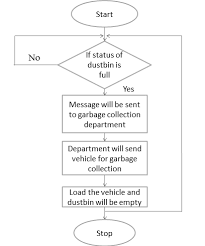 Start
If status of
dustbin is
full
No
Yes
Message will be sent
to garbage collection
department
Department will send
vehicle for garbage
collection
Load the vehicle and
dustbin will be empty
Stop